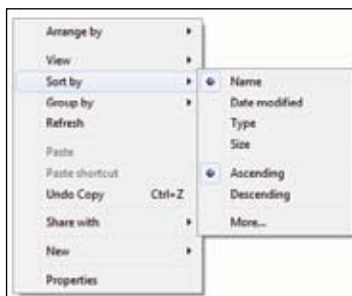 Arrange by
View
Sort by
Group by
Refresh
Paste
Paste shortcut
Undo Copy Ctrl+Z
Share with
New
Properties
Name
Date modified
Type
Size
Ascending
Descending
More...